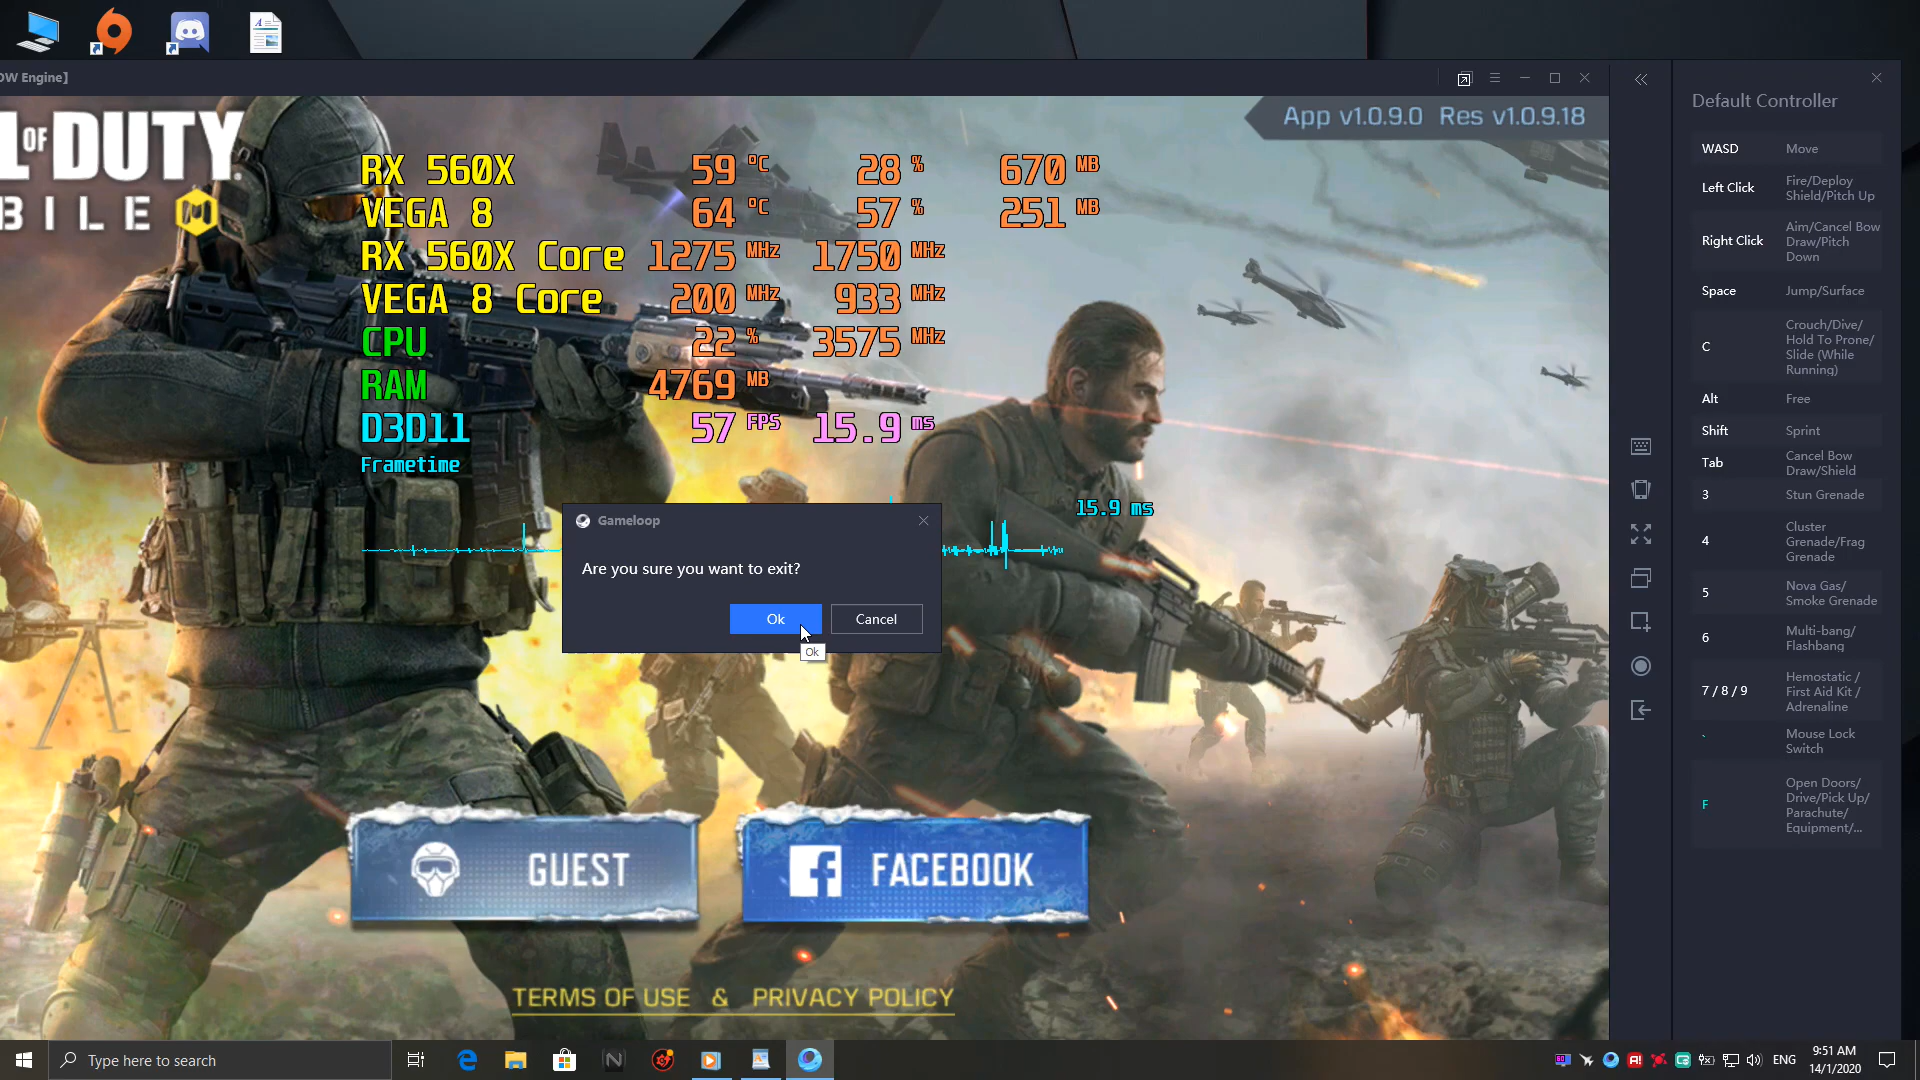 OW Engine]
L OF DUTY
BILE
App v1.0.9.0 Res v1.0.9.18
RX 560X 59 °C 28 % 670 MB
VEGA 8 64 °C 57 % 251 MB
RX 560X Core 1275 MHz 1750 MHz
VEGA 8 Core 200 MHz 933 MHz
CPU 22 % 3575 MHz
RAM 4769 MB
D3D11 57 FPS 15.9 ms
Frametime
15.9 ms
Gameloop
Are you sure you want to exit?
Ok Cancel
Ok
GUEST FACEBOOK
TERMS OF USE & PRIVACY POLICY
Default Controller
WASD Move
Left Click Fire/Deploy
Shield/Pitch Up
Right Click Aim/Cancel Bow
Draw/Pitch
Down
Space Jump/Surface
C Crouch/Dive/
Hold To Prone/
Slide (While
Running)
Alt Free
Shift Sprint
Tab Cancel Bow
Draw/Shield
3 Stun Grenade
4 Cluster
Grenade/Frag
Grenade
5 Nova Gas/
Smoke Grenade
6 Multi-bang/
Flashbang
7 / 8 / 9 Hemostatic /
First Aid Kit /
Adrenaline
` Mouse Lock
Switch
F Open Doors/
Drive/Pick Up/
Parachute/
Equipment/...
Type here to search
ENG
9:51 AM
14/1/2020